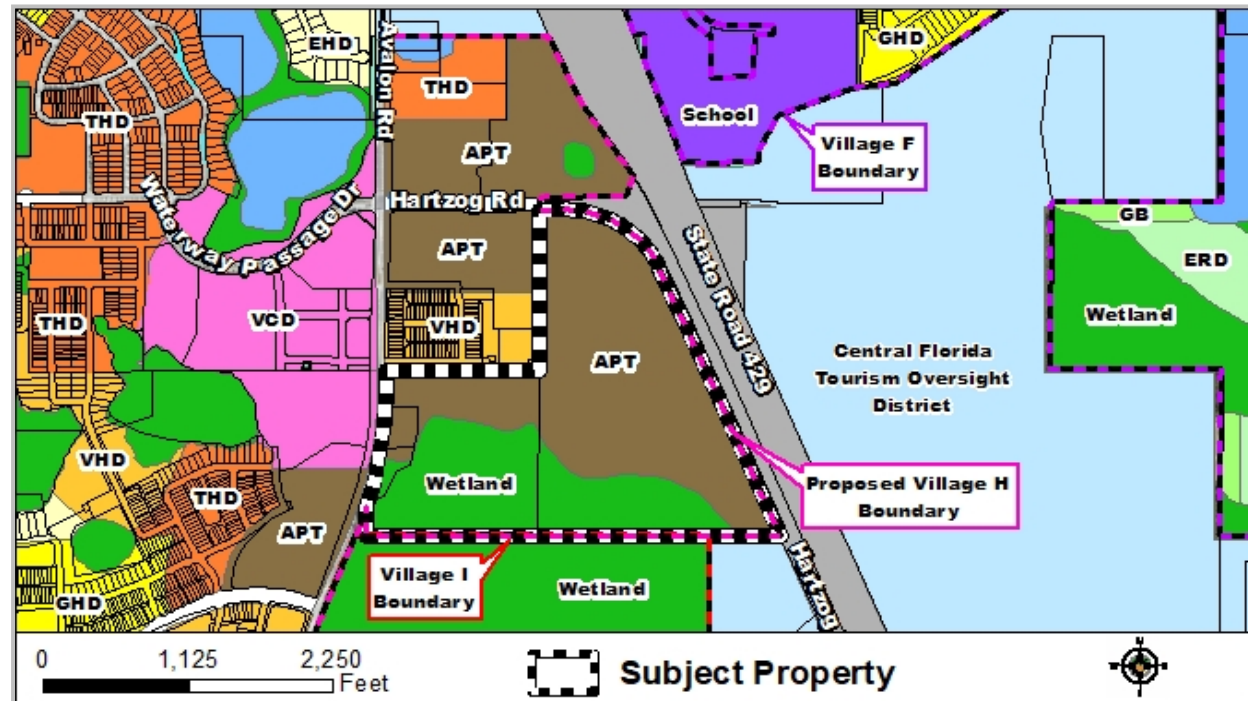 EHD
Avalon Rd
GHD
THD
THD
School
APT
Village F
Boundary
Waterway Passage Dr
Hartzog Rd
GB
APT
State Road 429
ERD
THD
VCD
VHD
Wetland
APT
Central Florida
Tourism Oversight
District
VHD
Wetland
Proposed Village H
Boundary
THD
APT
Village I
Boundary
Wetland
Hartzog
GHD
0 1,125 2,250
Feet
Subject Property